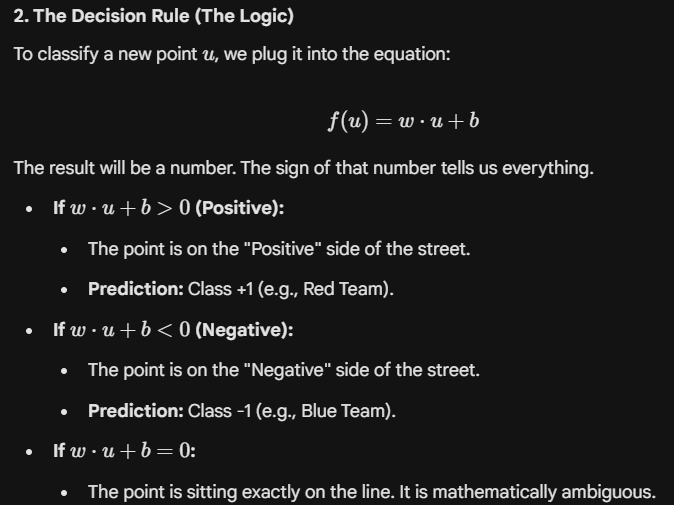 2. The Decision Rule (The Logic)
To classify a new point u, we plug it into the equation:
f(u) = w · u + b
The result will be a number. The sign of that number tells us everything.
• If w · u + b > 0 (Positive):
• The point is on the "Positive" side of the street.
• Prediction: Class +1 (e.g., Red Team).
• If w · u + b < 0 (Negative):
• The point is on the "Negative" side of the street.
• Prediction: Class -1 (e.g., Blue Team).
• If w · u + b = 0:
• The point is sitting exactly on the line. It is mathematically ambiguous.